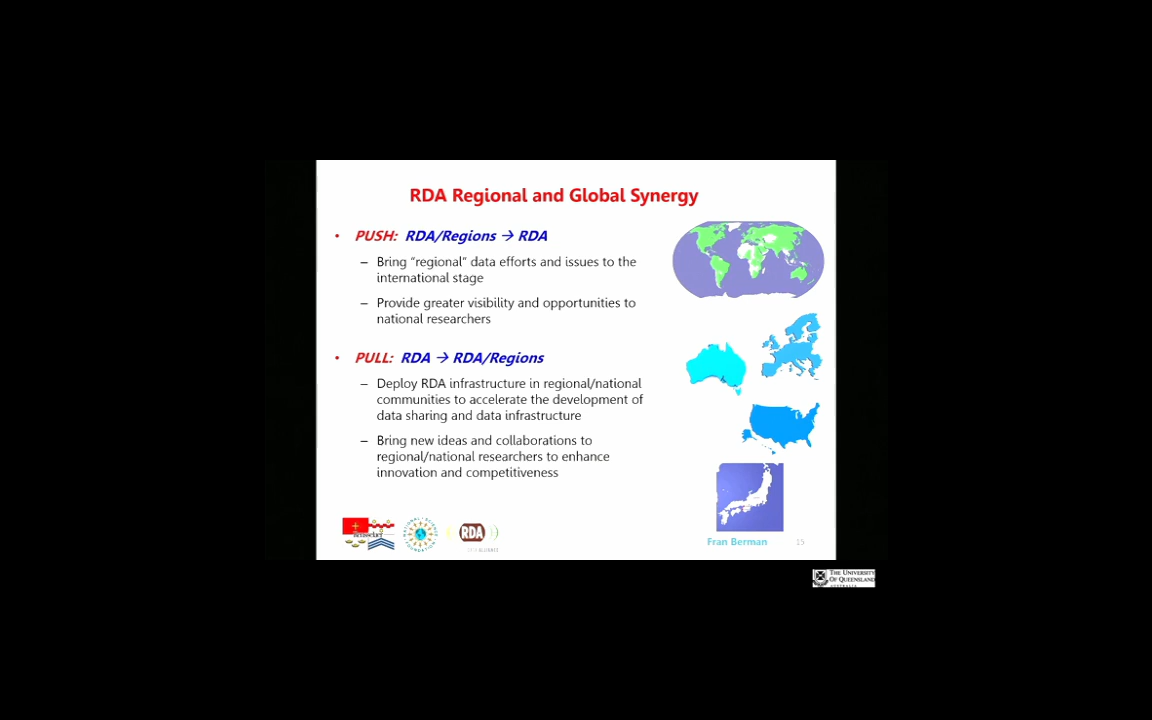 RDA Regional and Global Synergy
• PUSH: RDA/Regions → RDA
– Bring "regional" data efforts and issues to the
international stage
– Provide greater visibility and opportunities to
national researchers
• PULL: RDA → RDA/Regions
– Deploy RDA infrastructure in regional/national
communities to accelerate the development of
data sharing and data infrastructure
– Bring new ideas and collaborations to
regional/national researchers to enhance
innovation and competitiveness
Rensselaer
RDA
ALLIANCE
Fran Berman 15
THE UNIVERSITY
OF QUEENSLAND
AUSTRALIA